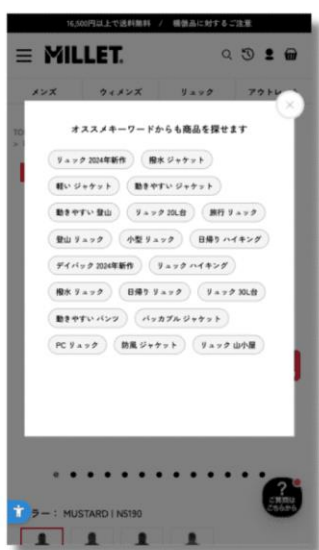 16,500円以上で送料無料 / 模倣品に対するご注意
MILLET.
メンズ ウィメンズ リュック アウトレット
オススメキーワードからも商品を探せます
リュック 2024年新作 撥水 ジャケット
軽い ジャケット 動きやすい ジャケット
動きやすい 登山 リュック 20L台 旅行 リュック
登山 リュック 小型 リュック 日帰り ハイキング
デイパック 2024年新作 リュック ハイキング
撥水 リュック 日帰り リュック リュック 30L台
動きやすい パンツ パッカブル ジャケット
PC リュック 防風 ジャケット リュック 山小屋
?
ご質問は
こちらから
ラー : MUSTARD | N5190